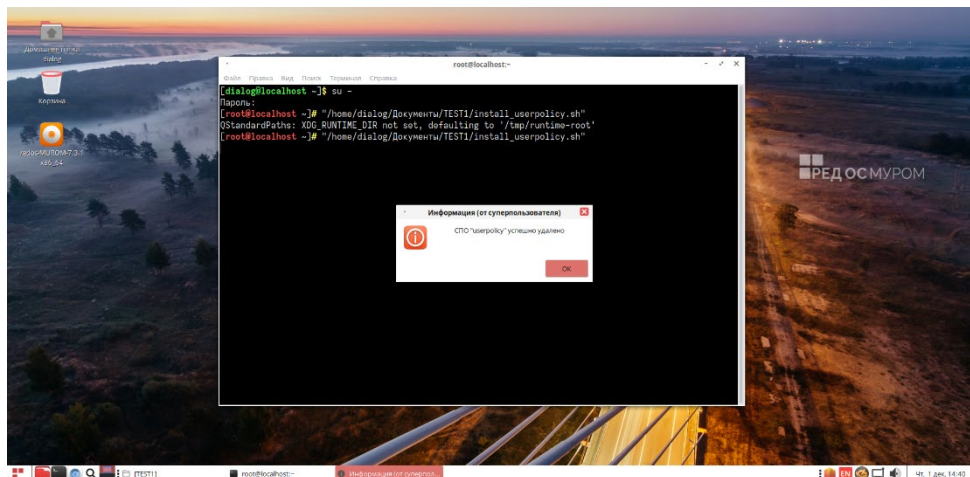 Домашняя папка
dialog
Корзина
redos-MUROM-7.3.1
x86_64
root@localhost:~
Файл Правка Вид Поиск Терминал Справка
[dialog@localhost ~]$ su -
Пароль:
[root@localhost ~]# "/home/dialog/Документы/TEST1/install_userpolicy.sh"
QStandardPaths: XDG_RUNTIME_DIR not set, defaulting to '/tmp/runtime-root'
[root@localhost ~]# "/home/dialog/Документы/TEST1/install_userpolicy.sh"
РЕД ОС МУРОМ
Информация (от суперпользователя)
СПО "userpolicy" успешно удалено
OK
[TEST1]
root@localhost:~
Информация (от суперпол...
EN
Чт, 1 дек, 14:40